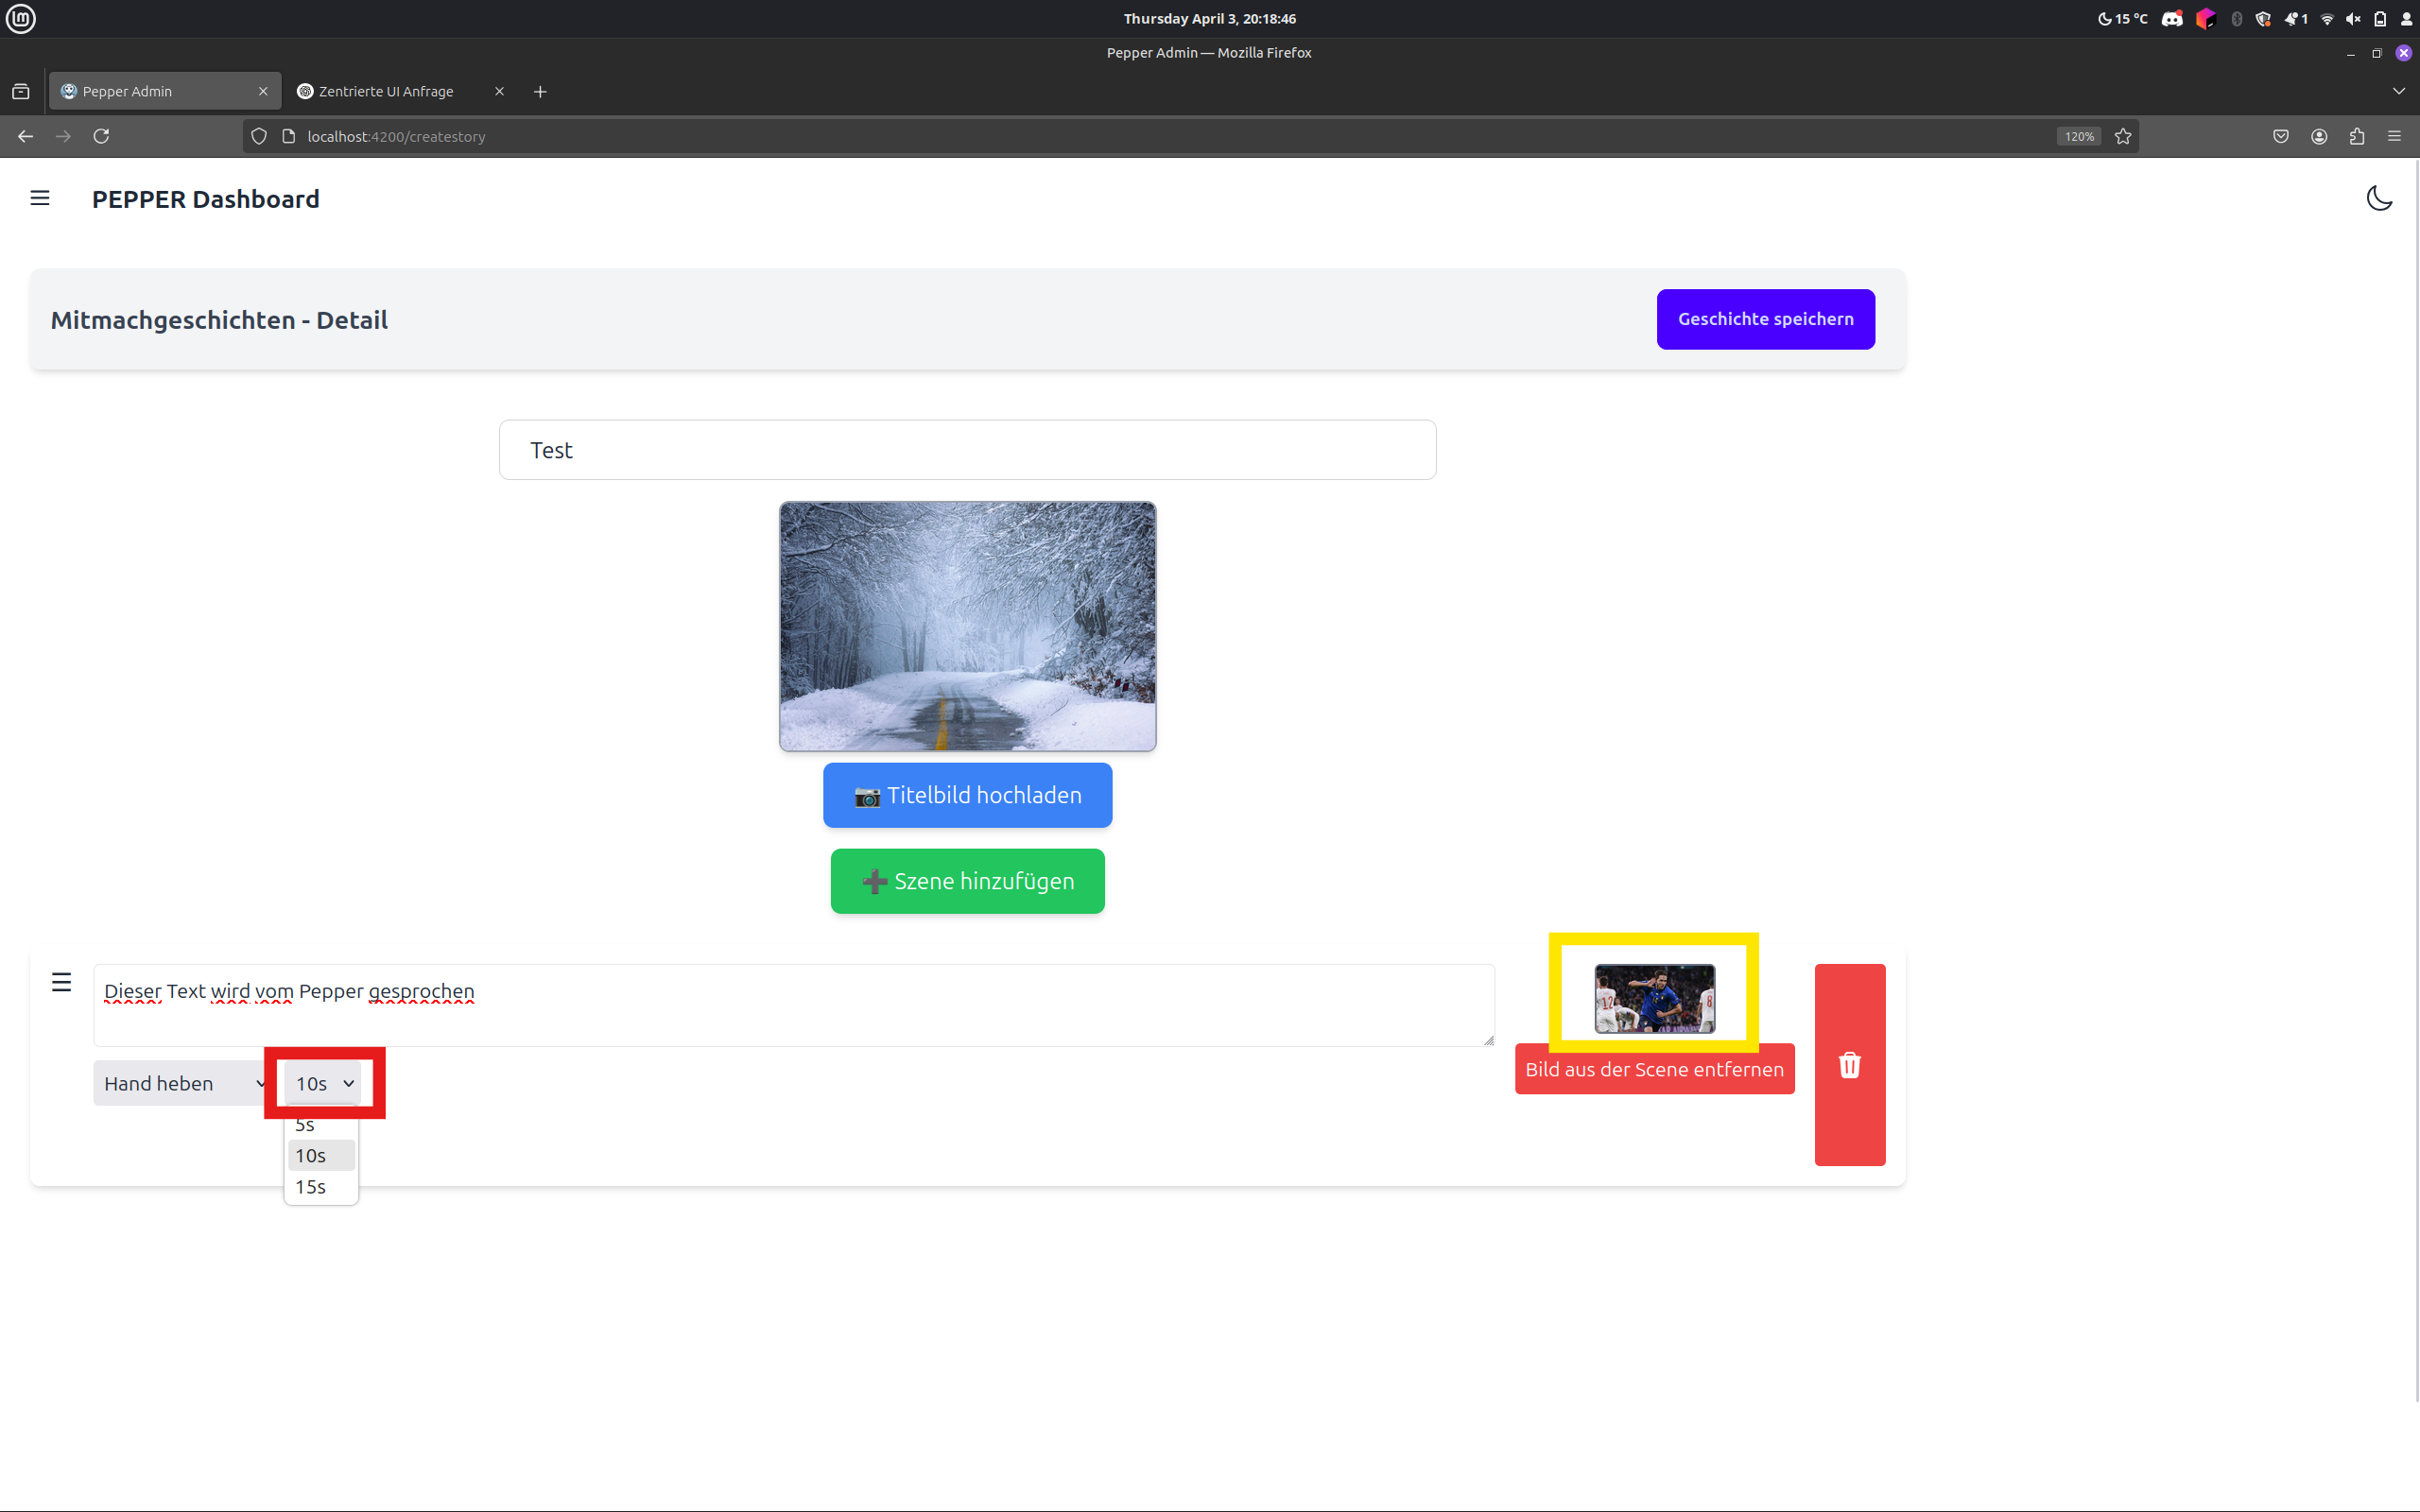 Thursday April 3, 20:18:46
15 °C
1
Pepper Admin — Mozilla Firefox
Pepper Admin
Zentrierte UI Anfrage
localhost:4200/createstory
120%
PEPPER Dashboard
Mitmachgeschichten - Detail
Geschichte speichern
Test
Titelbild hochladen
Szene hinzufügen
Dieser Text wird vom Pepper gesprochen
12
8
Hand heben
10s
Bild aus der Scene entfernen
5s
10s
15s